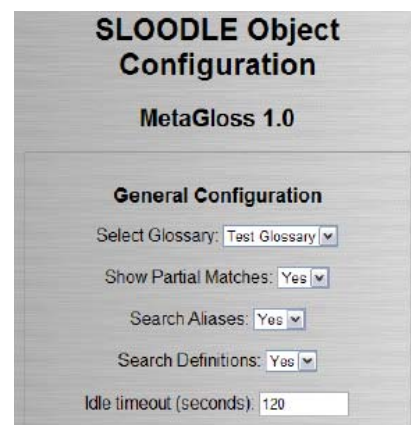 SLOODLE Object
Configuration
MetaGloss 1.0
General Configuration
Select Glossary: Test Glossary
Show Partial Matches: Yes
Search Aliases: Yes
Search Definitions: Yes
Idle timeout (seconds): 120